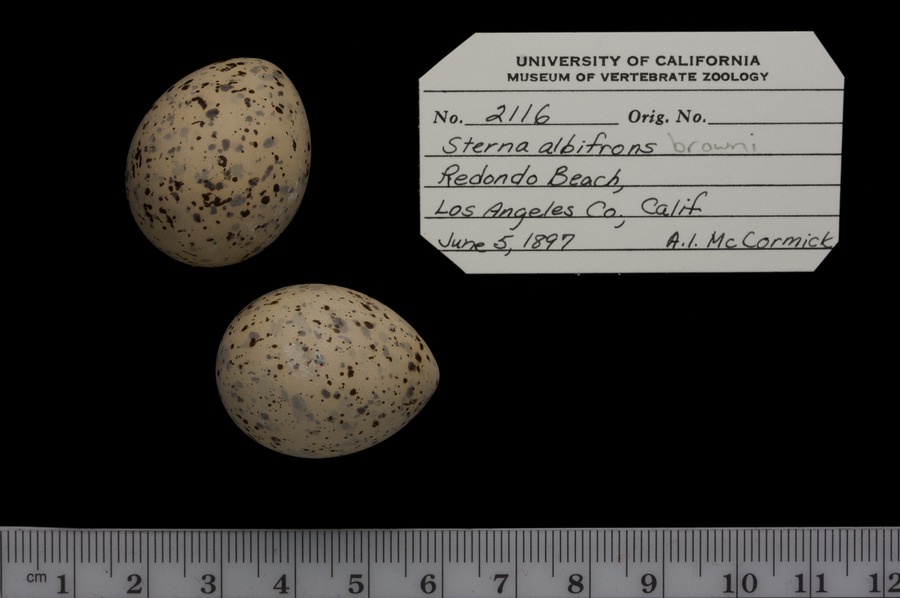 UNIVERSITY OF CALIFORNIA
MUSEUM OF VERTEBRATE ZOOLOGY
No. 2116 Orig. No.
Sterna albifrons browni
Redondo Beach,
Los Angeles Co., Calif.
June 5, 1897 A.I. McCormick
cm 1 2 3 4 5 6 7 8 9 10 11 12